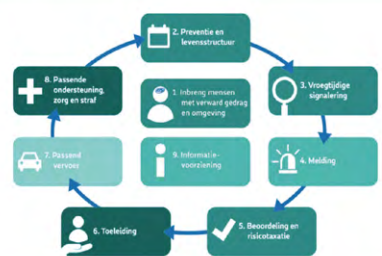 2. Preventie en
levensstructuur
8. Passende
ondersteuning,
zorg en straf
1. Inbreng mensen
met verward gedrag
en omgeving
3. Vroegtijdige
signalering
7. Passend
vervoer
9. Informatie-
voorziening
4. Melding
6. Toeleiding
5. Beoordeling en
risicotaxatie